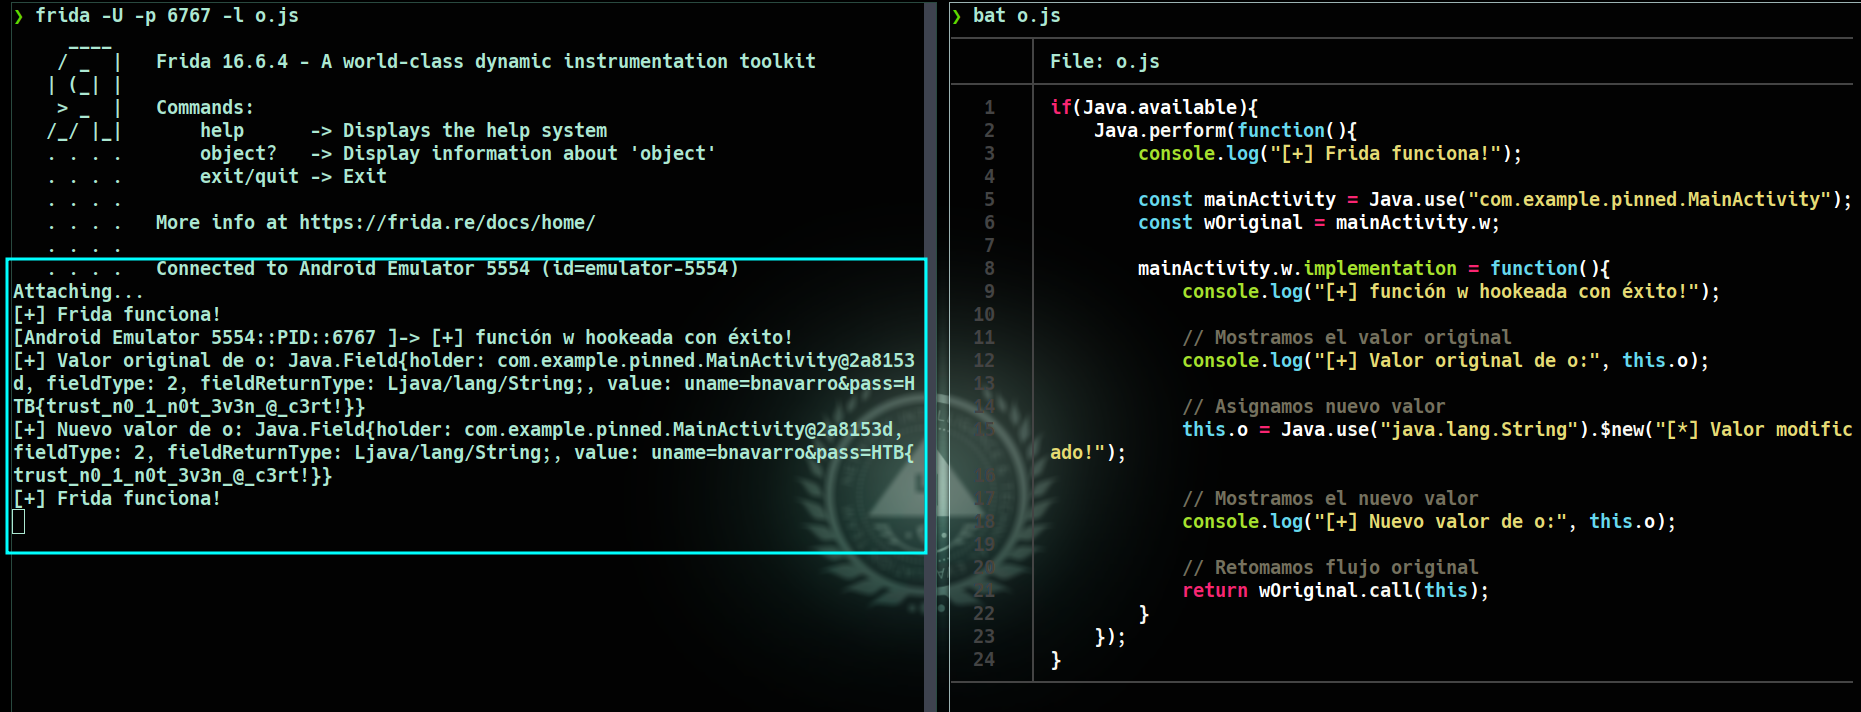 ❯ frida -U -p 6767 -l o.js
     ____
    / _  |   Frida 16.6.4 - A world-class dynamic instrumentation toolkit
   | (_| |
    > _  |   Commands:
   /_/ |_|       help      -> Displays the help system
   . . . .       object?   -> Display information about 'object'
   . . . .       exit/quit -> Exit
   . . . .
   . . . .   More info at https://frida.re/docs/home/
   . . . .
   . . . .   Connected to Android Emulator 5554 (id=emulator-5554)
Attaching...
[+] Frida funciona!
[Android Emulator 5554::PID::6767 ]-> [+] función w hookeada con éxito!
[+] Valor original de o: Java.Field{holder: com.example.pinned.MainActivity@2a8153
d, fieldType: 2, fieldReturnType: Ljava/lang/String;, value: uname=bnavarro&pass=H
TB{trust_n0_1_n0t_3v3n_@_c3rt!}}
[+] Nuevo valor de o: Java.Field{holder: com.example.pinned.MainActivity@2a8153d,
fieldType: 2, fieldReturnType: Ljava/lang/String;, value: uname=bnavarro&pass=HTB{
trust_n0_1_n0t_3v3n_@_c3rt!}}
[+] Frida funciona!
❯ bat o.js
File: o.js
1 if(Java.available){
2     Java.perform(function(){
3         console.log("[+] Frida funciona!");
4
5         const mainActivity = Java.use("com.example.pinned.MainActivity");
6         const wOriginal = mainActivity.w;
7
8         mainActivity.w.implementation = function(){
9             console.log("[+] función w hookeada con éxito!");
10
11             // Mostramos el valor original
12             console.log("[+] Valor original de o:", this.o);
13
14             // Asignamos nuevo valor
15             this.o = Java.use("java.lang.String").$new("[*] Valor modific
ado!");
16
17             // Mostramos el nuevo valor
18             console.log("[+] Nuevo valor de o:", this.o);
19
20             // Retomamos flujo original
21             return wOriginal.call(this);
22         }
23     });
24 }